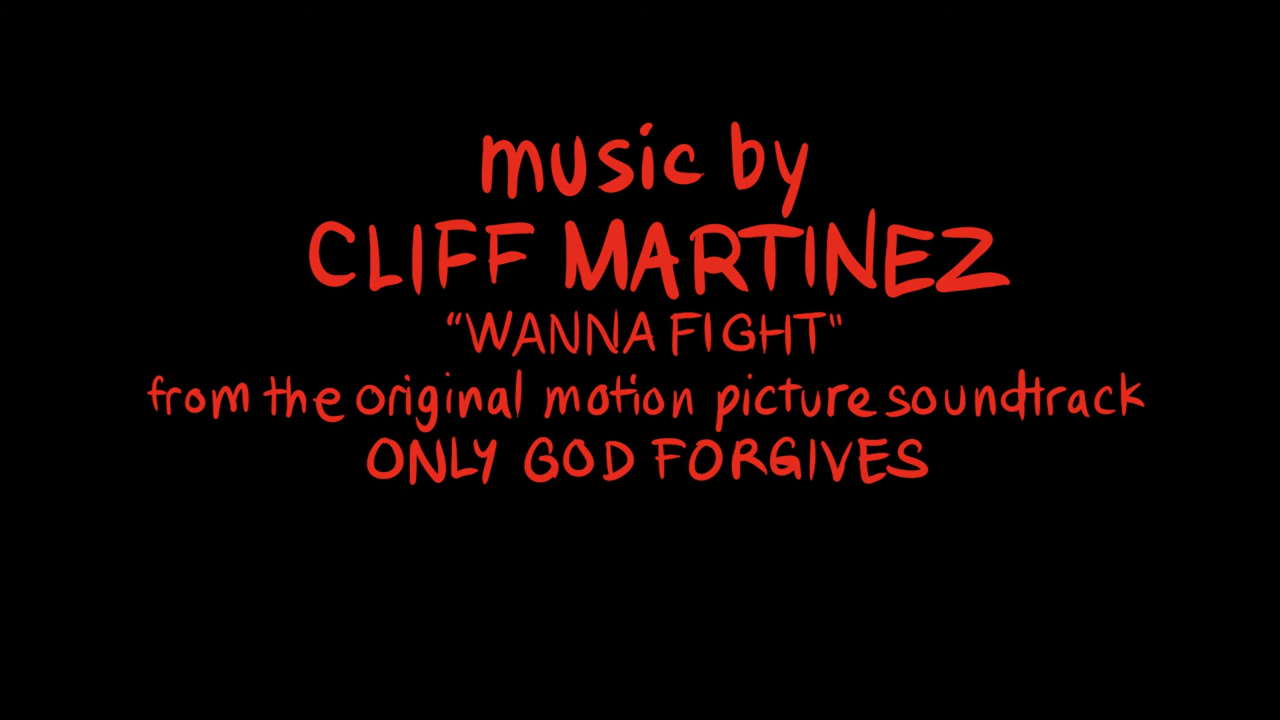 music by
CLIFF MARTINEZ
“WANNA FIGHT"
from the original motion picture soundtrack
ONLY GOD FORGIVES